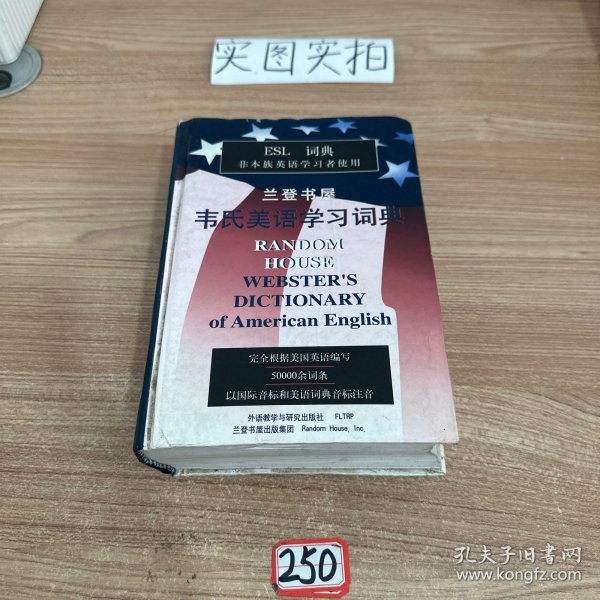 实图实拍
ESL 词典
非本族英语学习者使用
兰登书屋
韦氏美语学习词典
RANDOM
HOUSE
WEBSTER'S
DICTIONARY
of American English
完全根据美国英语编写
50000余词条
以国际音标和美语词典音标注音
外语教学与研究出版社 FLTRP
兰登书屋出版集团 Random House, Inc.
250
孔夫子旧书网
www.kongfz.com